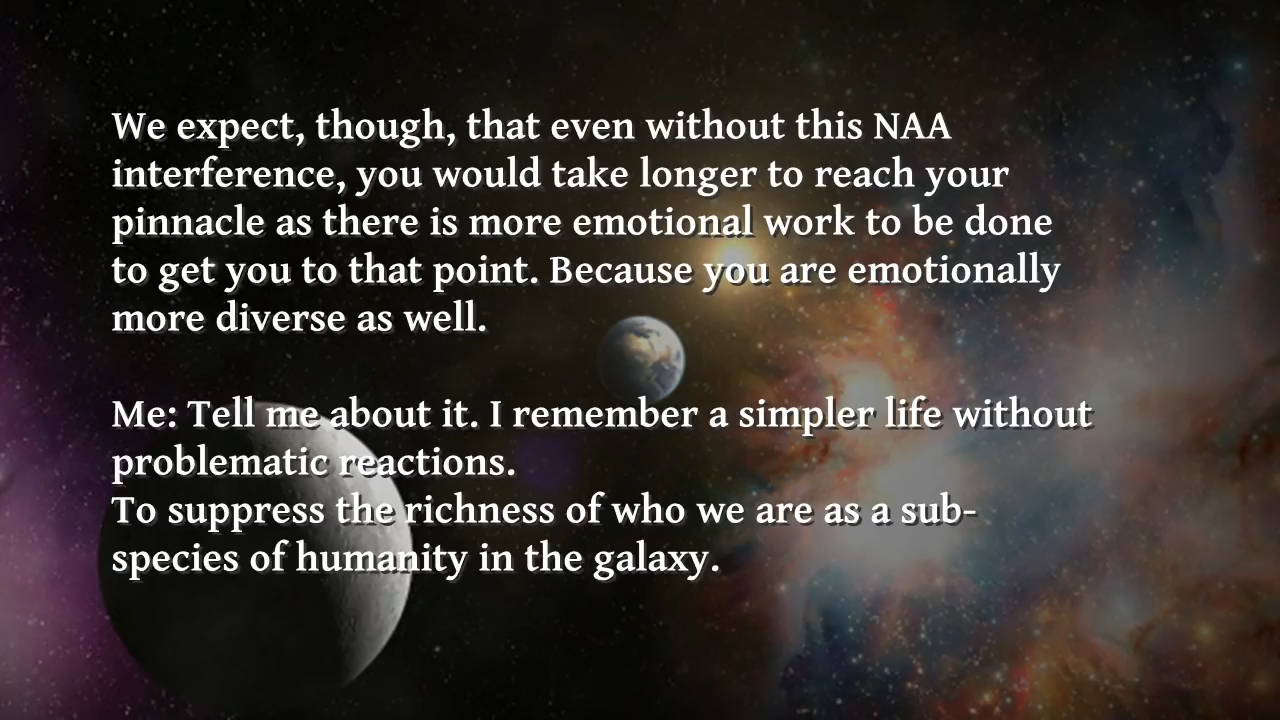 We expect, though, that even without this NAA
interference, you would take longer to reach your
pinnacle as there is more emotional work to be done
to get you to that point. Because you are emotionally
more diverse as well.
Me: Tell me about it. I remember a simpler life without
problematic reactions.
To suppress the richness of who we are as a sub-
species of humanity in the galaxy.